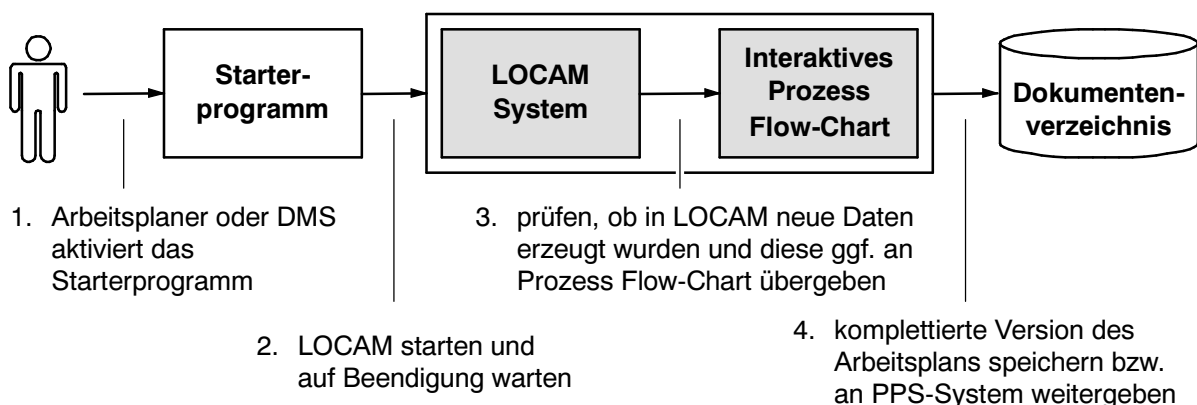 Starter-
programm
LOCAM
System
Interaktives
Prozess
Flow-Chart
Dokumenten-
verzeichnis
1. Arbeitsplaner oder DMS
aktiviert das
Starterprogramm
2. LOCAM starten und
auf Beendigung warten
3. prüfen, ob in LOCAM neue Daten
erzeugt wurden und diese ggf. an
Prozess Flow-Chart übergeben
4. komplettierte Version des
Arbeitsplans speichern bzw.
an PPS-System weitergeben